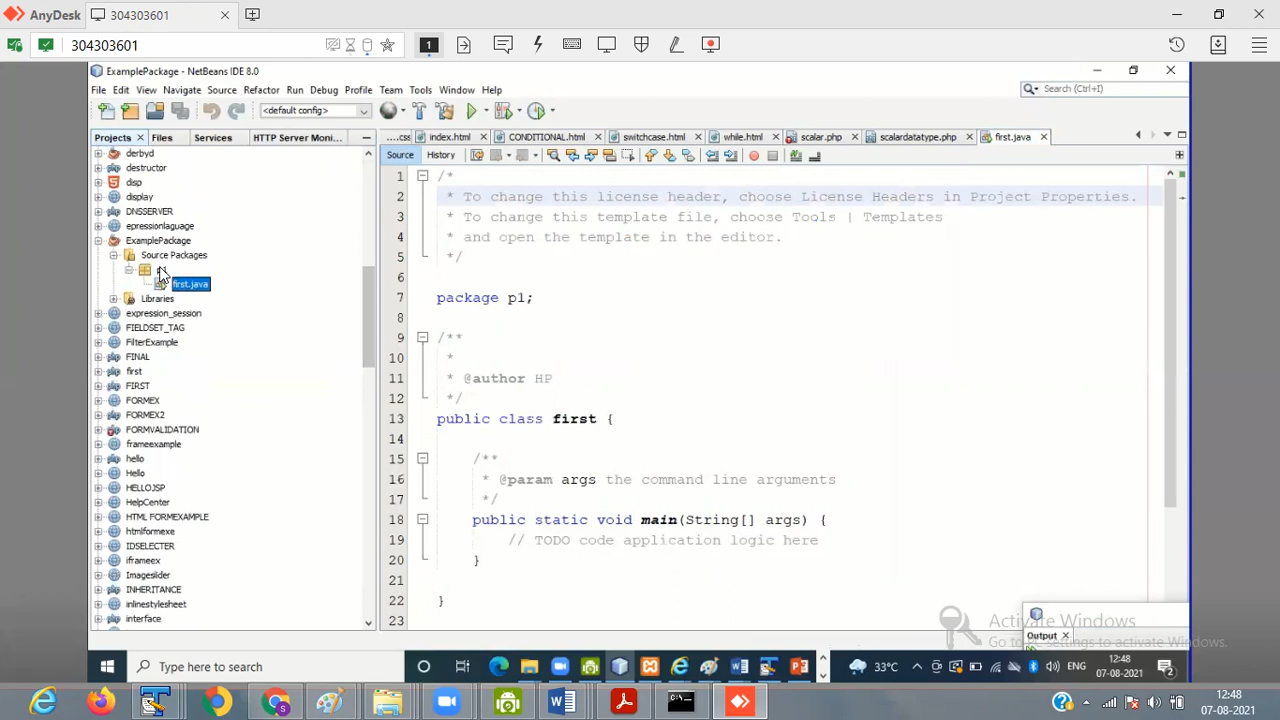 AnyDesk
304303601
304303601
1
ExamplePackage - NetBeans IDE 8.0
File Edit View Navigate Source Refactor Run Debug Profile Team Tools Window Help
Search (Ctrl+I)
<default config>
Projects
Files
Services
HTTP Server Moni...
...css
index.html
CONDITIONAL.html
switchcase.html
while.html
scalar.php
scalardatatype.php
first.java
Source
History
derbyd
destructor
disp
display
DNSSERVER
epressionlaguage
ExamplePackage
Source Packages
first.java
Libraries
expression_session
FIELDSET_TAG
FilterExample
FINAL
first
FIRST
FORMEX
FORMEX2
FORMVALIDATION
frameexample
hello
Hello
HELLOJSP
HelpCenter
HTML FORMEXAMPLE
htmlformexe
IDSELECTER
iframeex
Imageslider
INHERITANCE
inlinestylesheet
interface
1 /*
2 * To change this license header, choose License Headers in Project Properties.
3 * To change this template file, choose Tools | Templates
4 * and open the template in the editor.
5 */
6
7 package p1;
8
9 /**
10 *
11 * @author HP
12 */
13 public class first {
14
15 /**
16 * @param args the command line arguments
17 */
18 public static void main(String[] args) {
19 // TODO code application logic here
20 }
21
22 }
23
Activate Windows
Go to PC settings to activate Windows.
Output
Type here to search
33°C
ENG
12:48
07-08-2021
2
12:48
07-08-2021